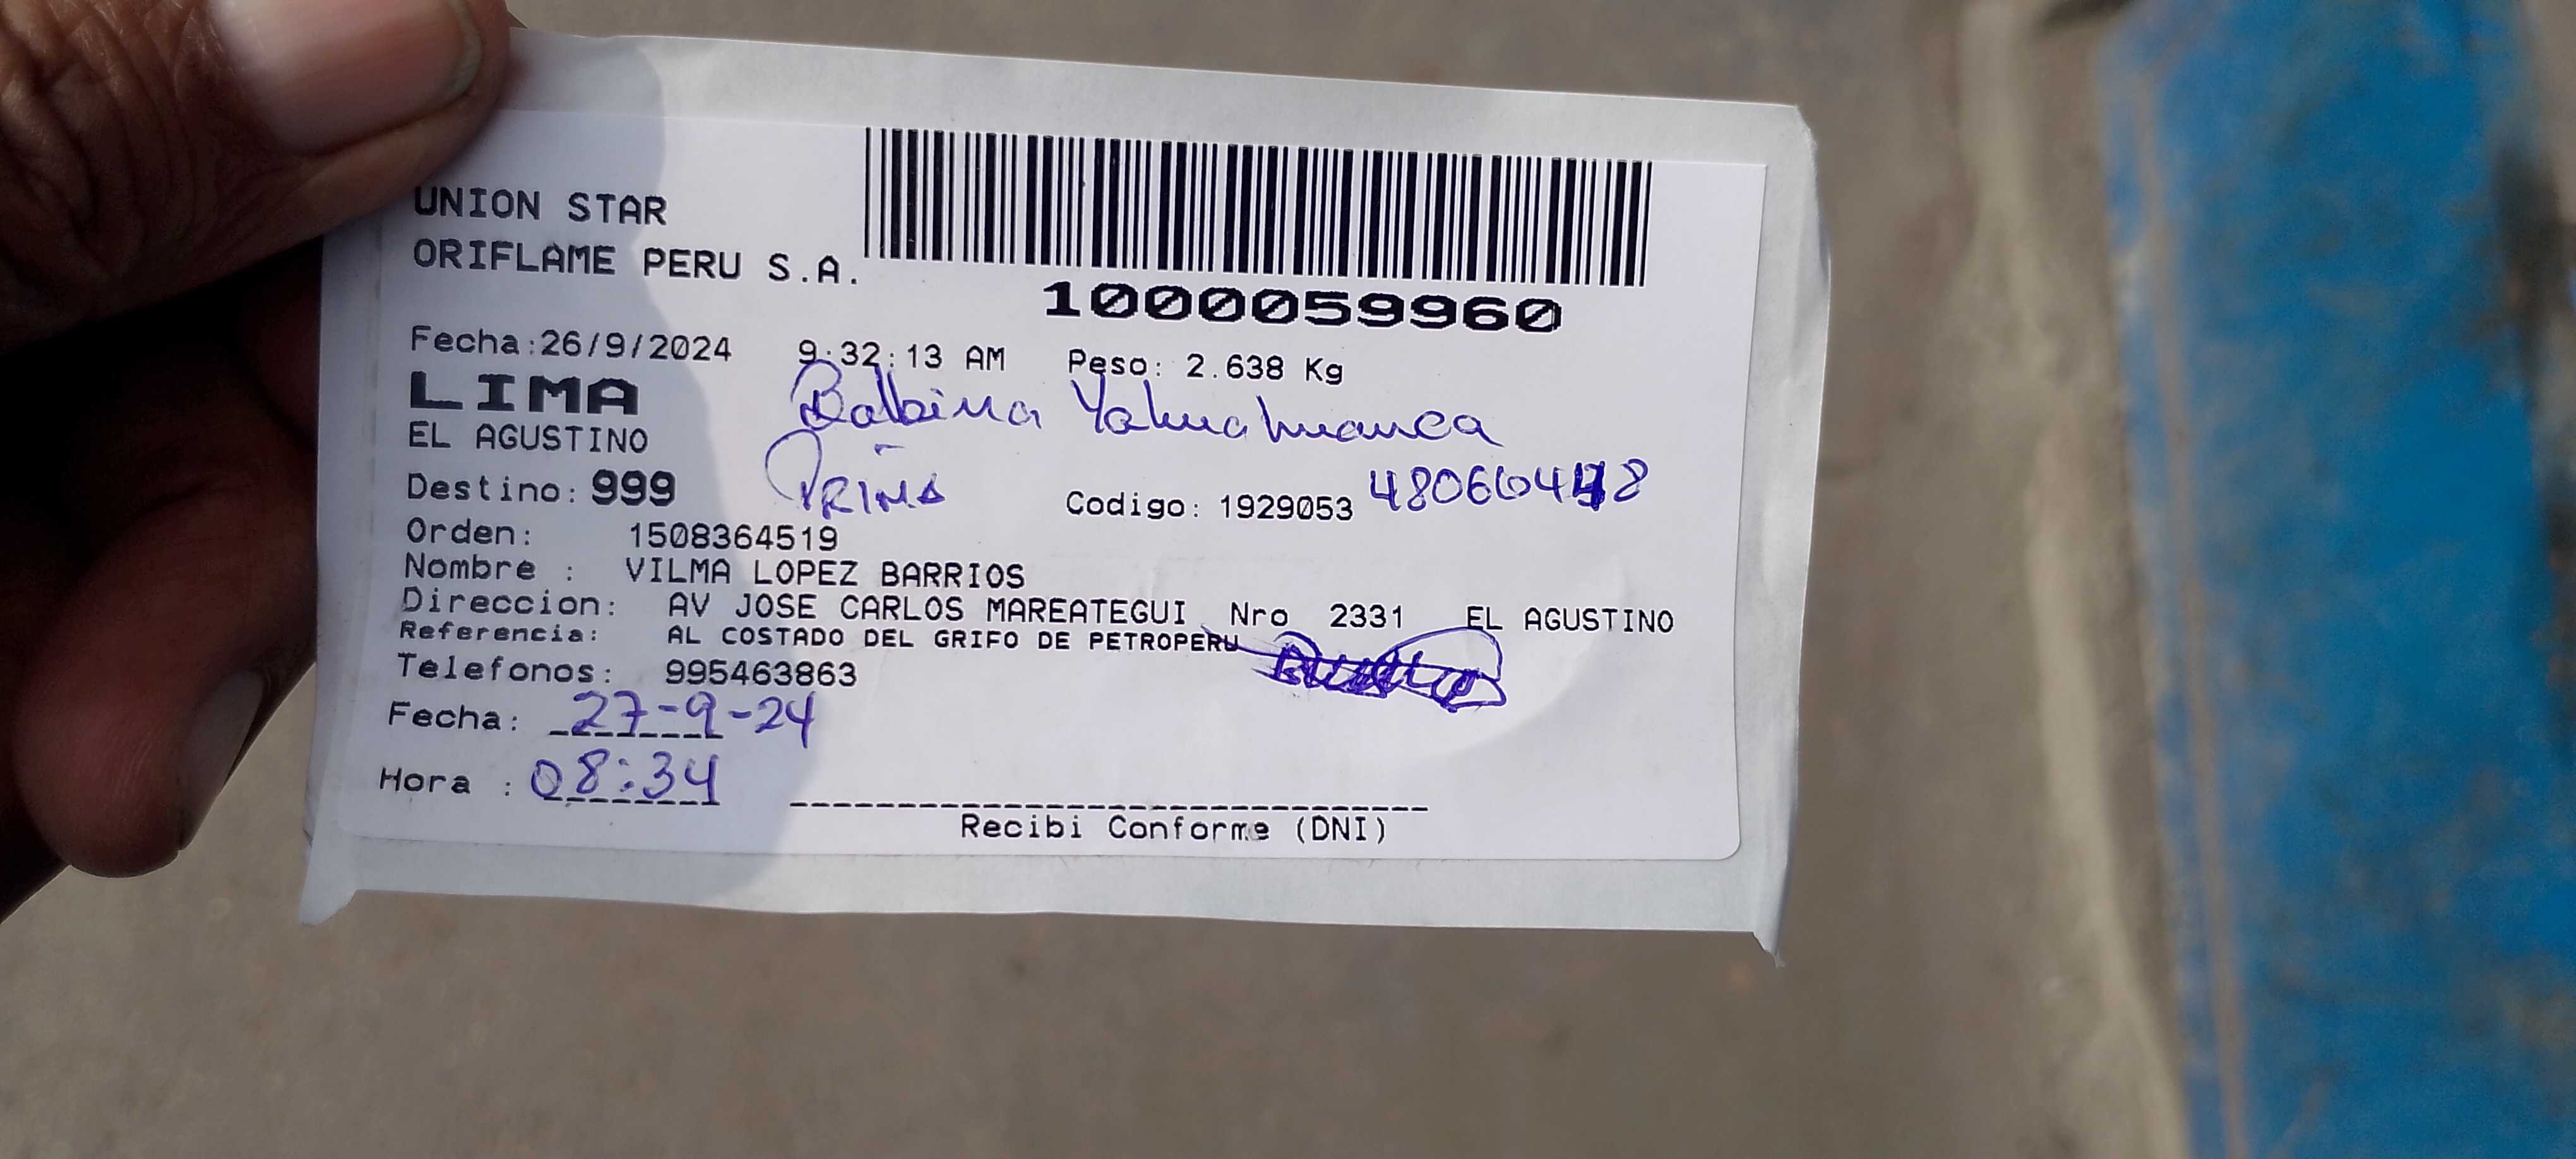 UNION STAR
ORIFLAME PERU S.A.
1000059960
Fecha:26/9/2024 9:32:13 AM Peso: 2.638 Kg
LIMA
Balbina Yahuahuanca
EL AGUSTINO
Destino: 999 PRIMA Codigo: 1929053
Orden: 1508364519
Nombre : VILMA LOPEZ BARRIOS
Direccion: AV JOSE CARLOS MAREATEGUI Nro 2331 EL AGUSTINO
Referencia: AL COSTADO DEL GRIFO DE PETROPERU
Telefonos: 995463863
Fecha: 27-9-24
Hora : 08:34
Recibi Conforme (DNI)